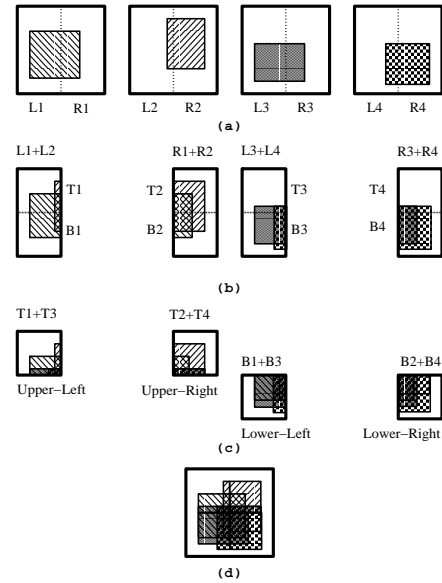 L1 R1 L2 R2 L3 R3 L4 R4
(a)
L1+L2 R1+R2 L3+L4 R3+R4
T1 T2 T3 T4
B1 B2 B3 B4
(b)
T1+T3 T2+T4
Upper−Left Upper−Right
B1+B3 B2+B4
Lower−Left Lower−Right
(c)
(d)